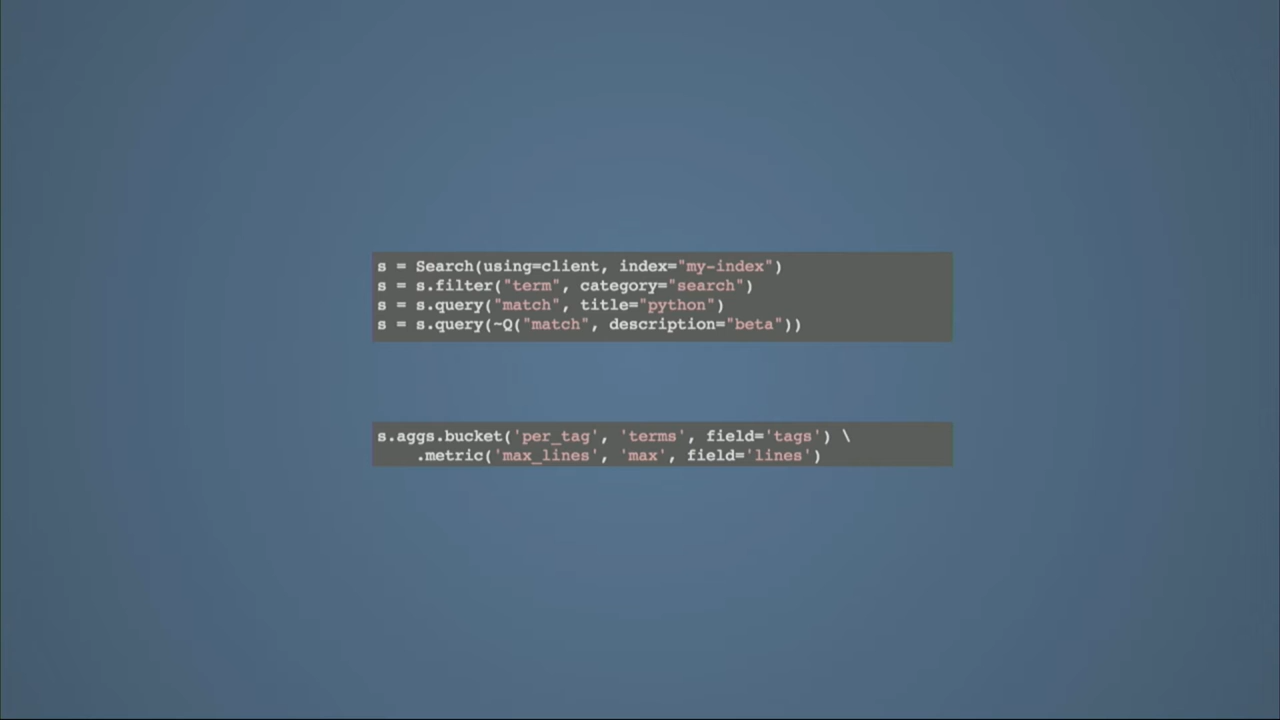 s = Search(using=client, index="my-index")
s = s.filter("term", category="search")
s = s.query("match", title="python")
s = s.query(~Q("match", description="beta"))
s.aggs.bucket('per_tag', 'terms', field='tags') \
    .metric('max_lines', 'max', field='lines')